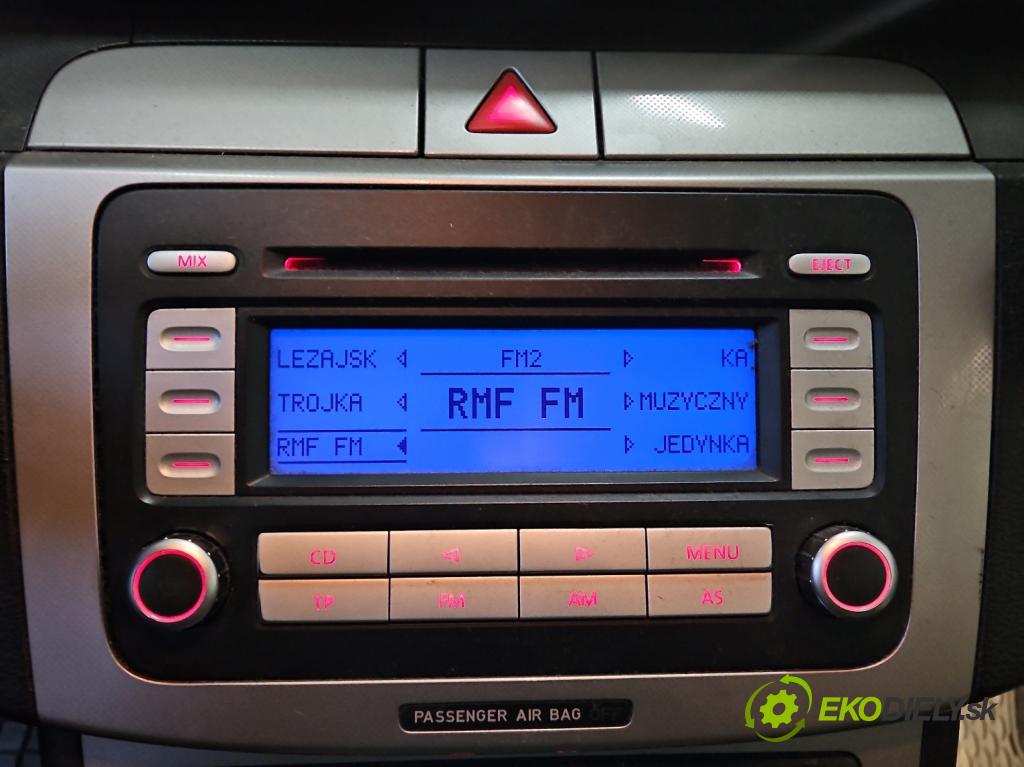 MIX
EJECT
LEZAJSK FM2 KA
TROJKA RMF FM MUZYCZNY
RMF FM JEDYNKA
CD MENU
TP FM AM AS
PASSENGER AIR BAG OFF
EKODIELY.sk